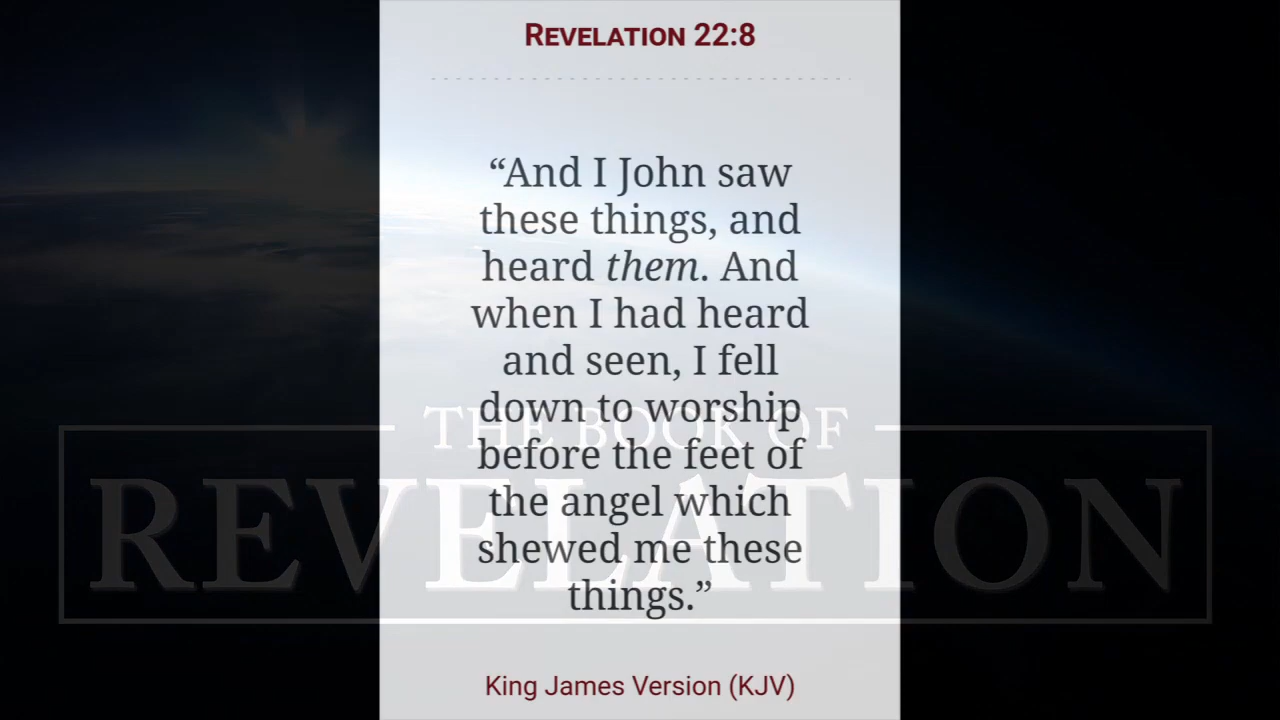 REVELATION 22:8
“And I John saw
these things, and
heard them. And
when I had heard
and seen, I fell
down to worship
before the feet of
the angel which
shewed me these
things.”
King James Version (KJV)
THE BOOK OF
REVELATION